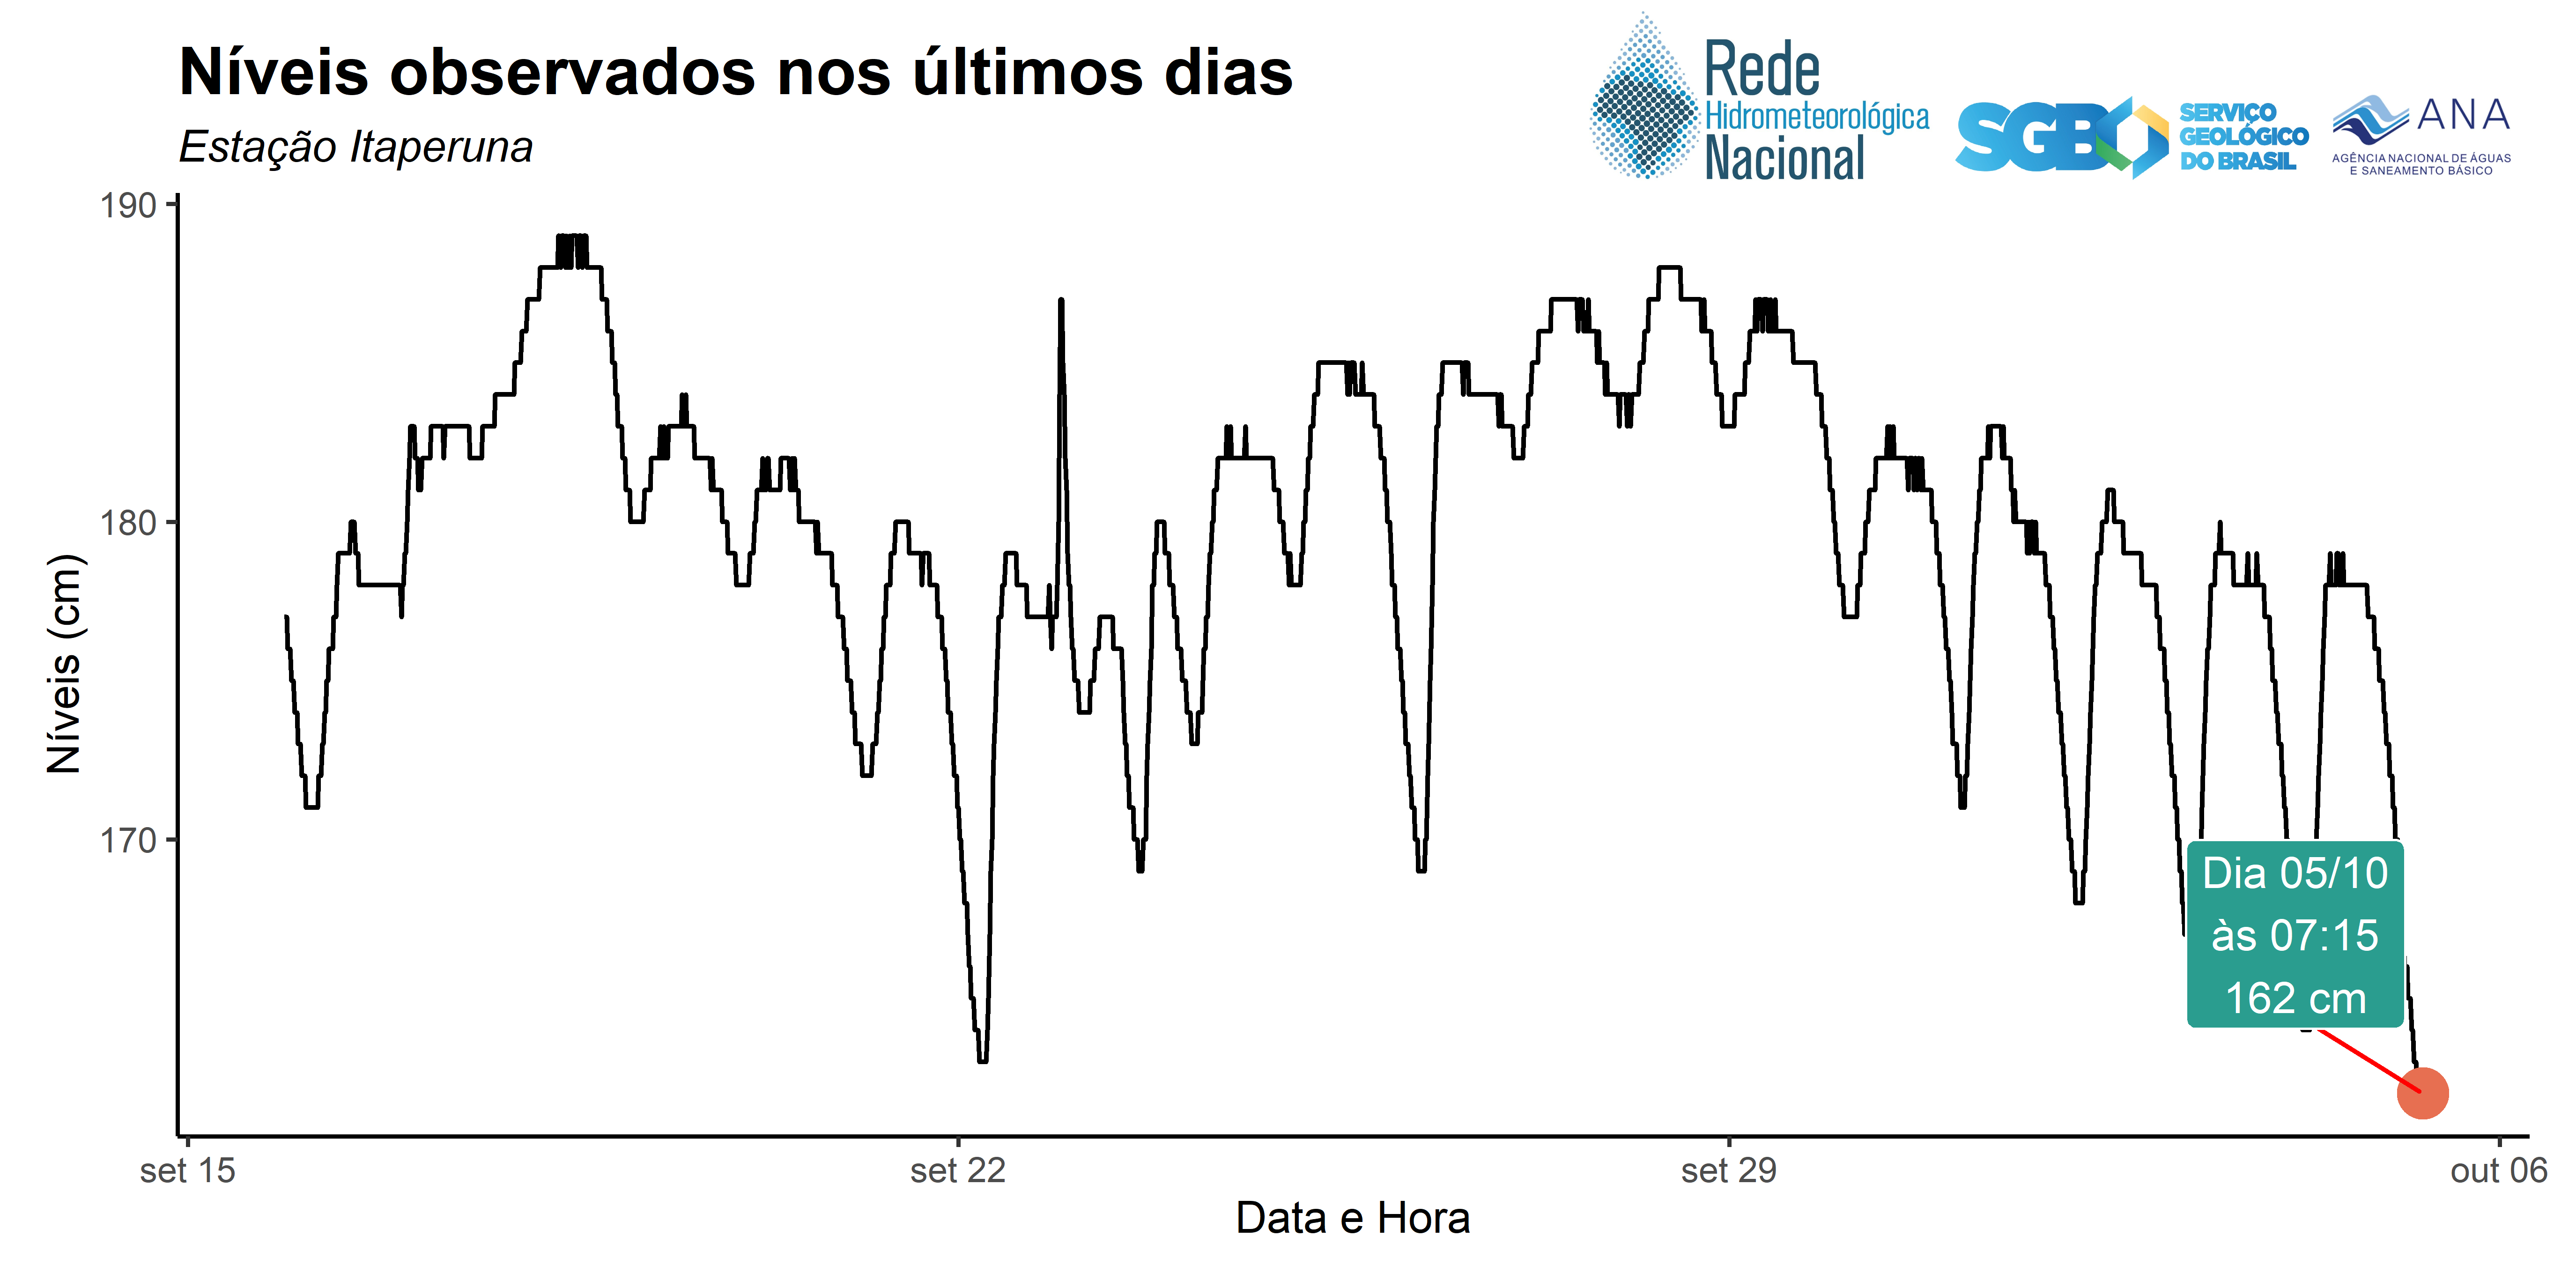 Níveis observados nos últimos dias
Estação Itaperuna
Rede
Hidrometeorológica
Nacional
SGB
SERVIÇO
GEOLÓGICO
DO BRASIL
ANA
AGÊNCIA NACIONAL DE ÁGUAS
E SANEAMENTO BÁSICO
190
180
170
Níveis (cm)
Dia 05/10
às 07:15
162 cm
set 15
set 22
set 29
out 06
Data e Hora